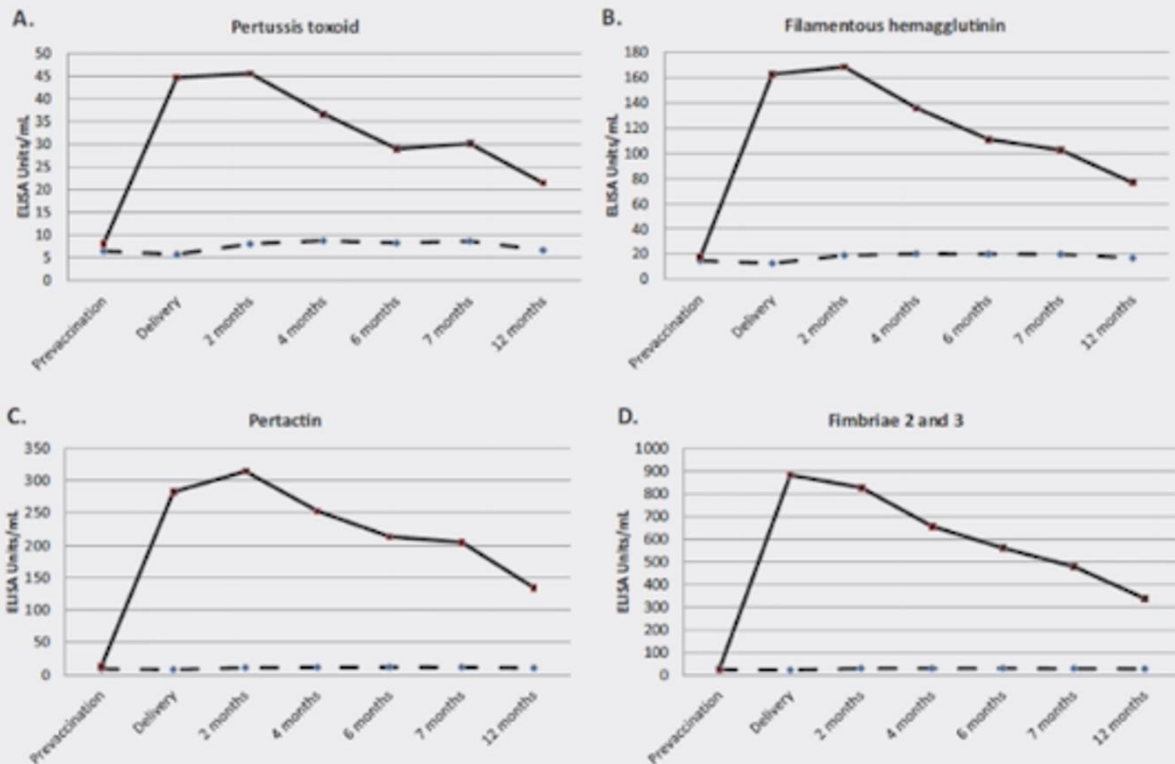 A.
Pertussis toxoid
ELISA Units/mL
50
45
40
35
30
25
20
15
10
5
0
Prevaccination
Delivery
2 months
4 months
6 months
7 months
12 months
B.
Filamentous hemagglutinin
ELISA Units/mL
180
160
140
120
100
80
60
40
20
0
Prevaccination
Delivery
2 months
4 months
6 months
7 months
12 months
C.
Pertactin
ELISA Units/mL
350
300
250
200
150
100
50
0
Prevaccination
Delivery
2 months
4 months
6 months
7 months
12 months
D.
Fimbriae 2 and 3
ELISA Units/mL
1000
900
800
700
600
500
400
300
200
100
0
Prevaccination
Delivery
2 months
4 months
6 months
7 months
12 months